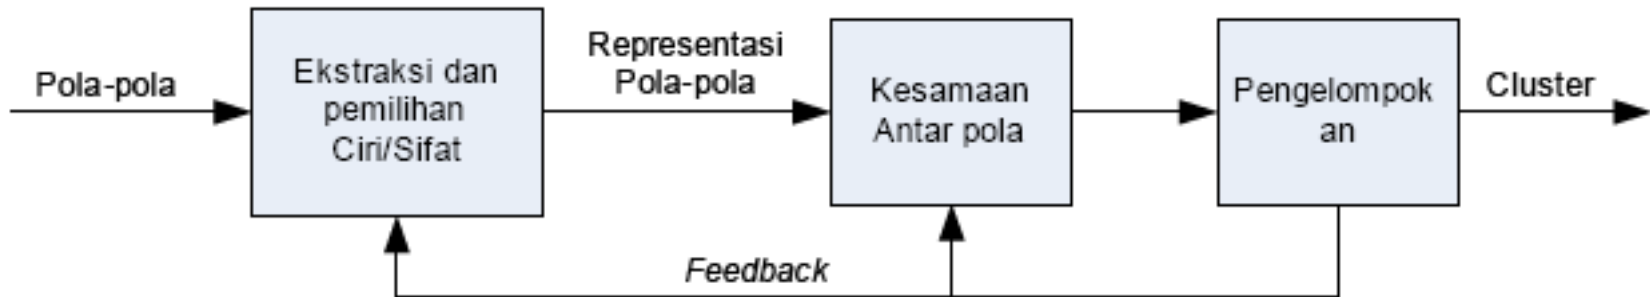 Pola-pola
Ekstraksi dan
pemilihan
Ciri/Sifat
Representasi
Pola-pola
Kesamaan
Antar pola
Pengelompok
an
Cluster
Feedback